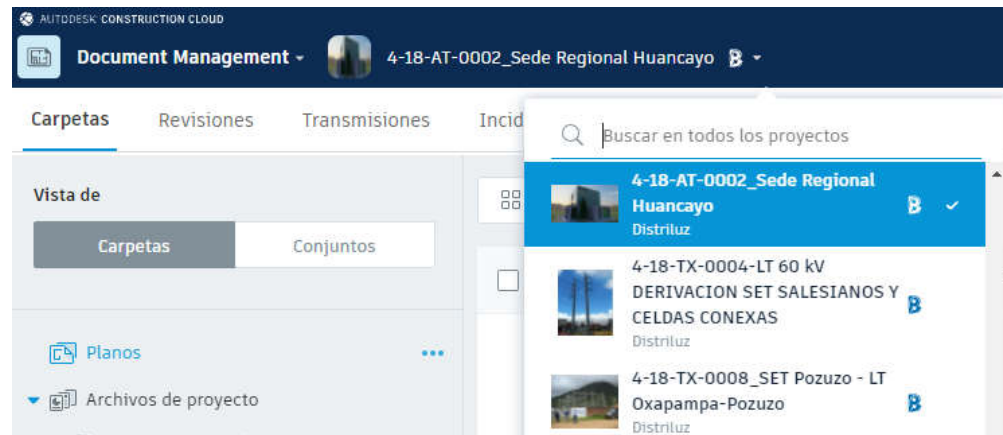 AUTODESK CONSTRUCTION CLOUD
Document Management
4-18-AT-0002_Sede Regional Huancayo
Carpetas
Revisiones
Transmisiones
Incid
Buscar en todos los proyectos
Vista de
Carpetas
Conjuntos
Planos
Archivos de proyecto
4-18-AT-0002_Sede Regional
Huancayo
Distriluz
4-18-TX-0004-LT 60 kV
DERIVACION SET SALESIANOS Y
CELDAS CONEXAS
Distriluz
4-18-TX-0008_SET Pozuzo - LT
Oxapampa-Pozuzo
Distriluz